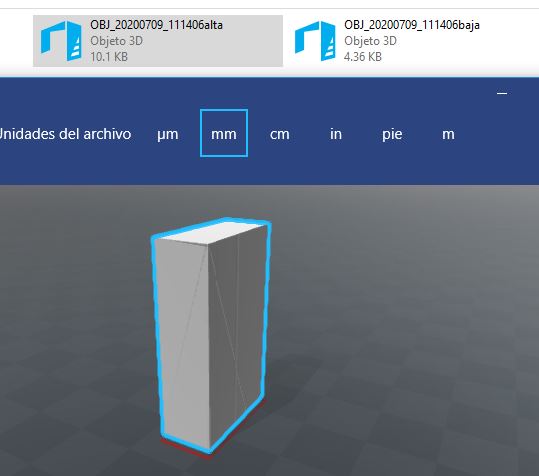 OBJ_20200709_111406alta
Objeto 3D
10.1 KB
OBJ_20200709_111406baja
Objeto 3D
4.36 KB
Unidades del archivo µm mm cm in pie m